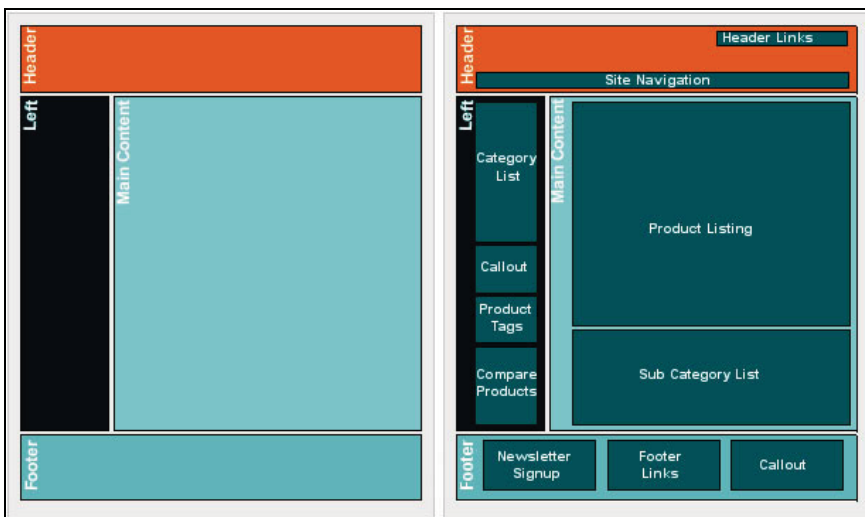 Header
Left
Main Content
Footer
Header
Header Links
Site Navigation
Left
Category
List
Callout
Product
Tags
Compare
Products
Main Content
Product Listing
Sub Category List
Footer
Newsletter
Signup
Footer
Links
Callout